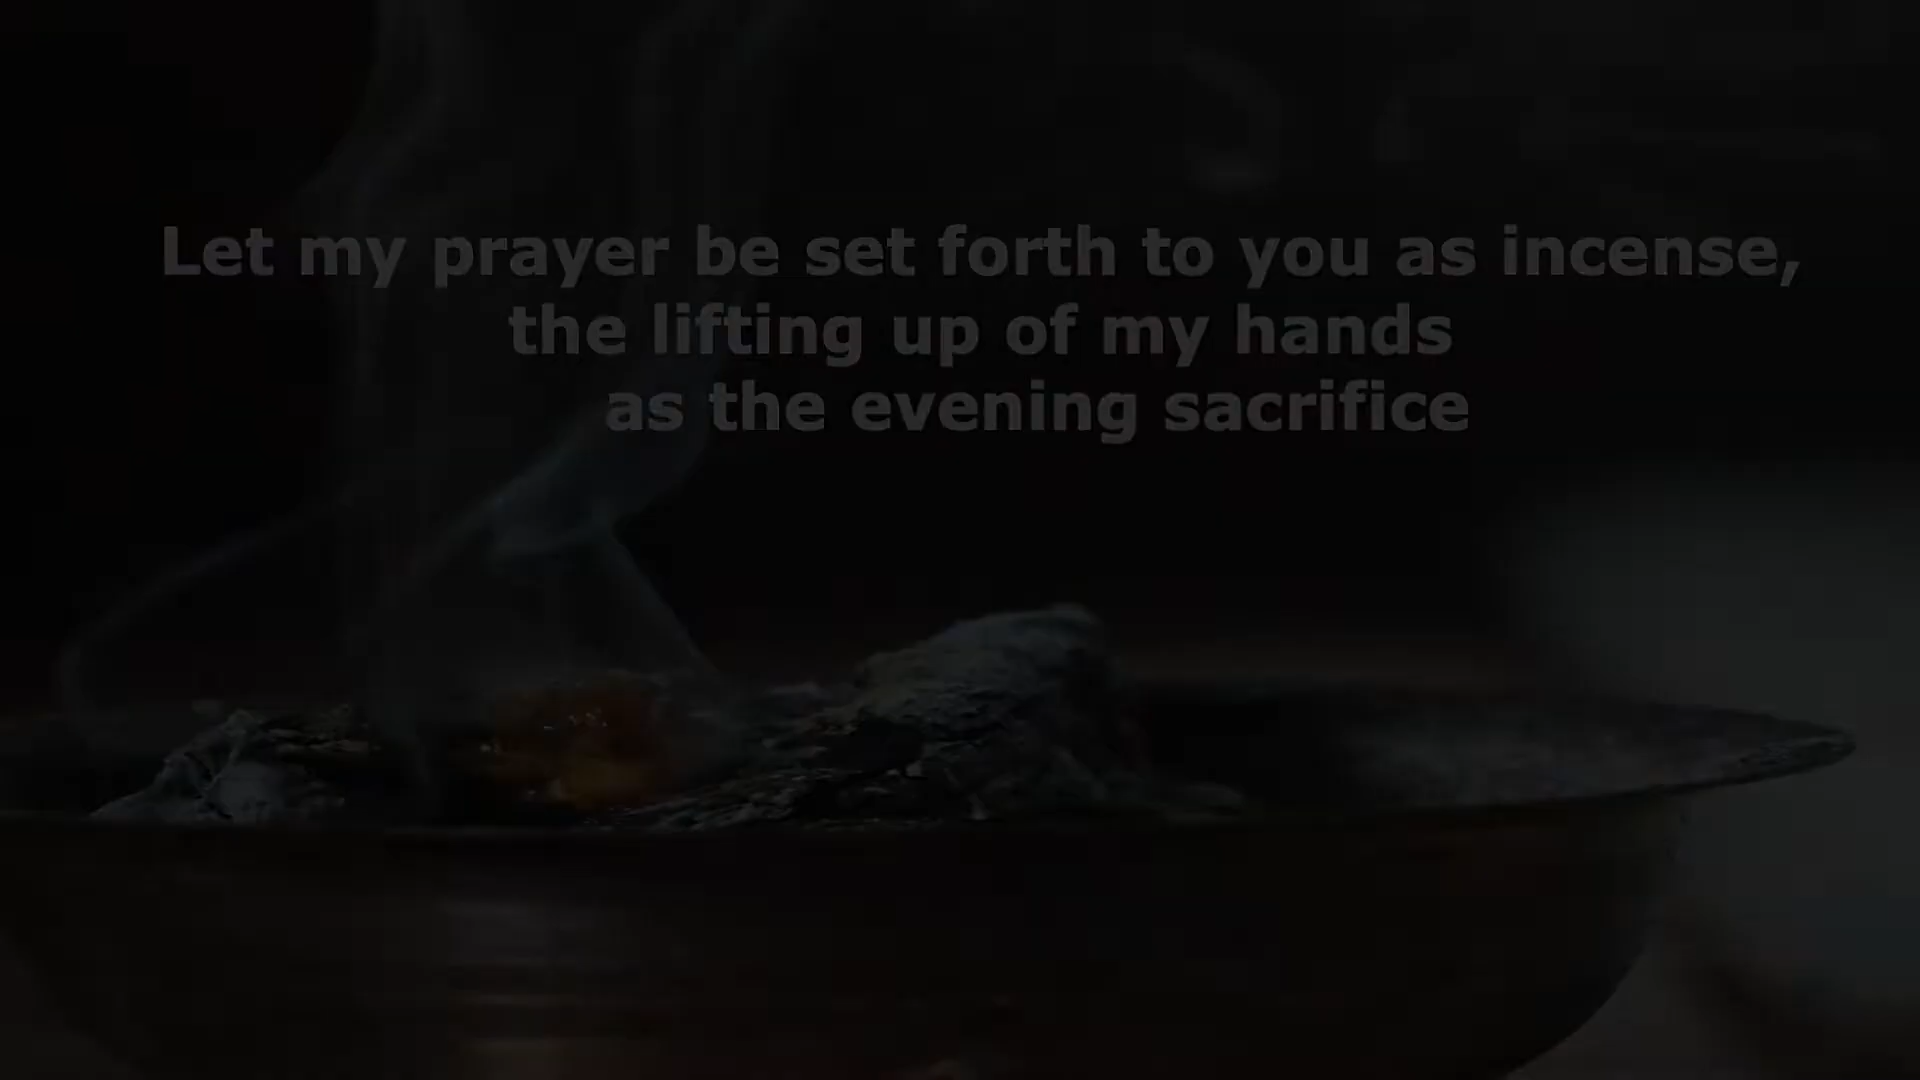 Let my prayer be set forth to you as incense,
the lifting up of my hands
as the evening sacrifice